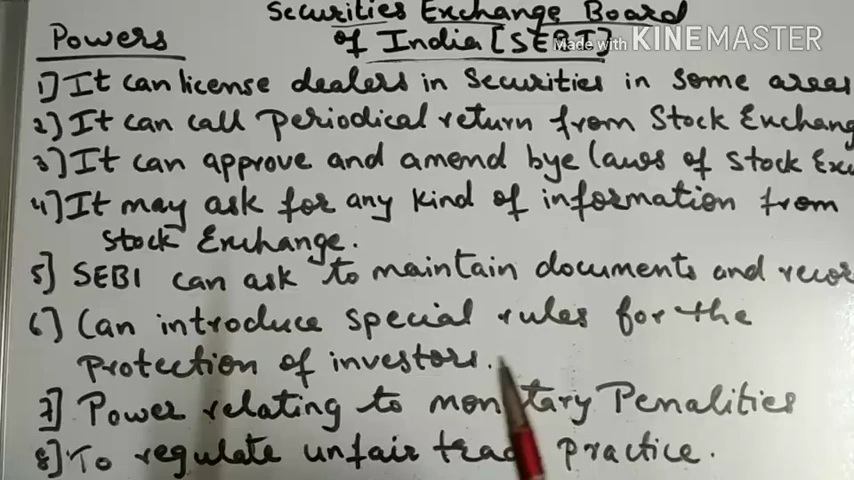 Securities Exchange Board
Powers of India [SEBI]
Made with KINEMASTER
1] It can license dealers in Securities in some areas
2] It can call Periodical return from Stock Exchang
3] It can approve and amend bye laws of stock Exc
4] It may ask for any kind of information from
stock Exchange.
5] SEBI can ask to maintain documents and recor
6] Can introduce special rules for the
Protection of investors.
7] Power relating to monetary Penalities
8] To regulate unfair trade practice.